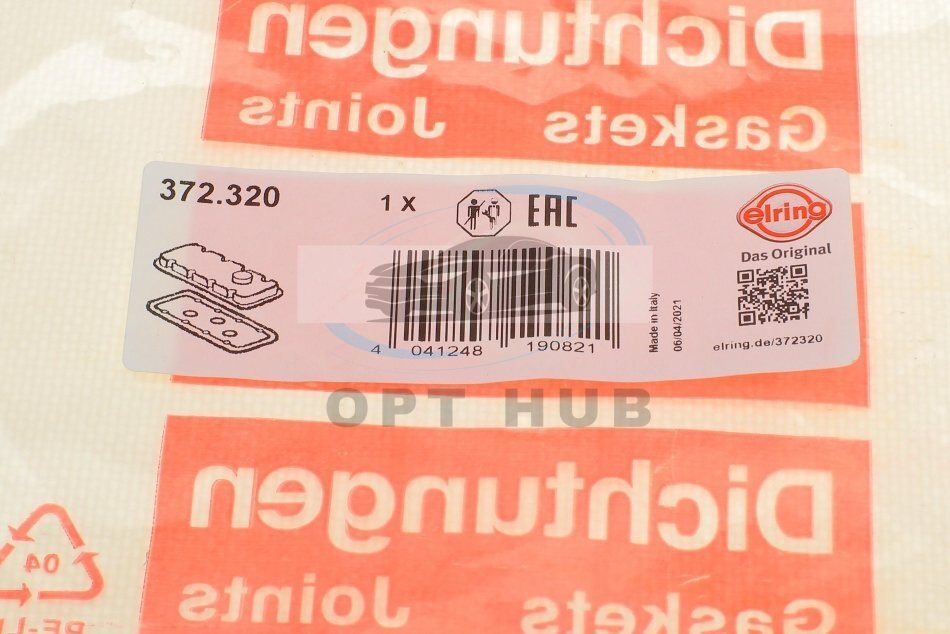 Dichtungen
Gaskets Joints
372.320
1 X
EAC
elring
Das Original
Made in Italy
06/04/2021
elring.de/372320
4 041248 190821
OPT HUB
Dichtungen
Gaskets Joints
04
PE-L